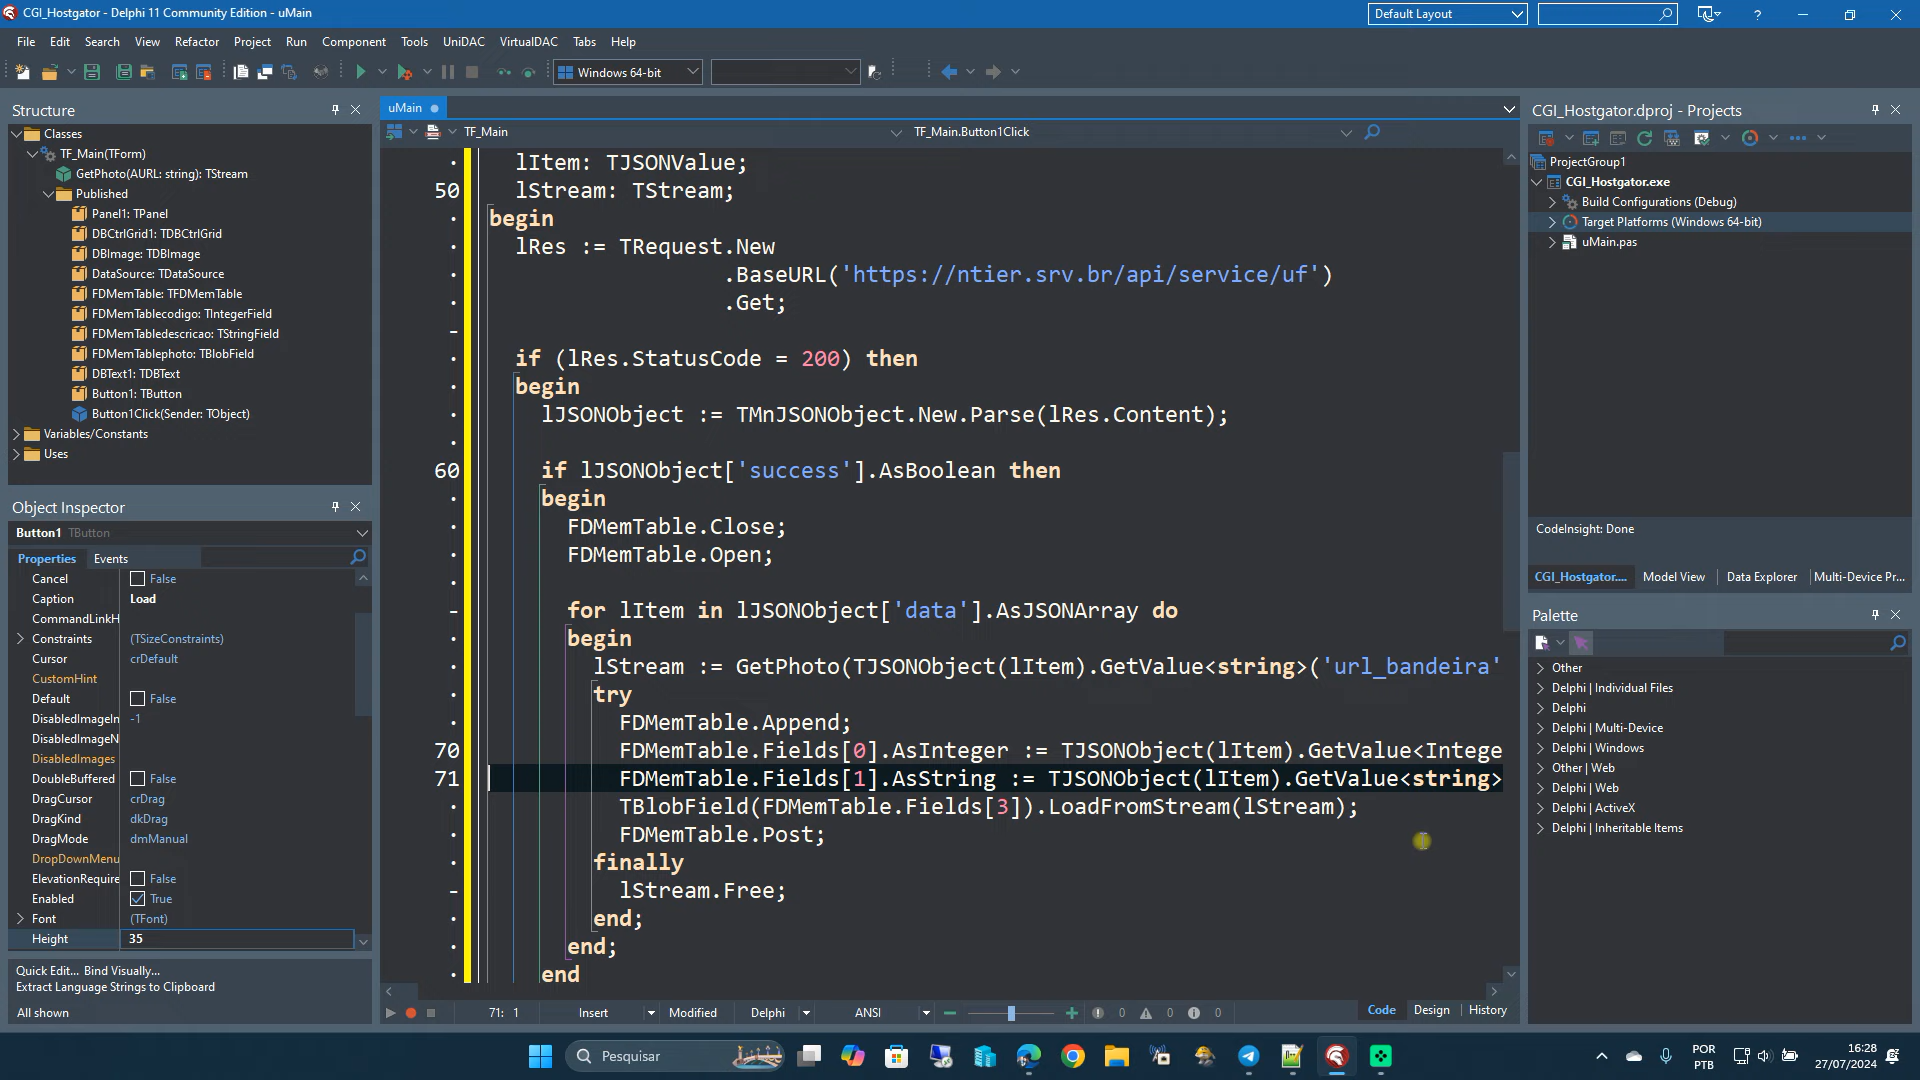 CGI_Hostgator - Delphi 11 Community Edition - uMain
Default Layout
File Edit Search View Refactor Project Run Component Tools UniDAC VirtualDAC Tabs Help
Windows 64-bit
Structure
Classes
TF_Main(TForm)
GetPhoto(AURL: string): TStream
Published
Panel1: TPanel
DBCtrlGrid1: TDBCtrlGrid
DBImage: TDBImage
DataSource: TDataSource
FDMemTable: TFDMemTable
FDMemTablecodigo: TIntegerField
FDMemTabledescricao: TStringField
FDMemTablephoto: TBlobField
DBText1: TDBText
Button1: TButton
Button1Click(Sender: TObject)
Variables/Constants
Uses
Object Inspector
Button1 TButton
Properties Events
Cancel False
Caption Load
CommandLinkH
Constraints (TSizeConstraints)
Cursor crDefault
CustomHint
Default False
DisabledImageIn -1
DisabledImageN
DisabledImages
DoubleBuffered False
DragCursor crDrag
DragKind dkDrag
DragMode dmManual
DropDownMenu
ElevationRequire False
Enabled True
Font (TFont)
Height 35
Quick Edit... Bind Visually...
Extract Language Strings to Clipboard
All shown
uMain
TF_Main TF_Main.Button1Click
lItem: TJSONValue;
50 lStream: TStream;
begin
lRes := TRequest.New
.BaseURL('https://ntier.srv.br/api/service/uf')
.Get;
if (lRes.StatusCode = 200) then
begin
lJSONObject := TMnJSONObject.New.Parse(lRes.Content);
60 if lJSONObject['success'].AsBoolean then
begin
FDMemTable.Close;
FDMemTable.Open;
for lItem in lJSONObject['data'].AsJSONArray do
begin
lStream := GetPhoto(TJSONObject(lItem).GetValue<string>('url_bandeira'
try
FDMemTable.Append;
70 FDMemTable.Fields[0].AsInteger := TJSONObject(lItem).GetValue<Intege
71 FDMemTable.Fields[1].AsString := TJSONObject(lItem).GetValue<string>
TBlobField(FDMemTable.Fields[3]).LoadFromStream(lStream);
FDMemTable.Post;
finally
lStream.Free;
end;
end;
end
71: 1 Insert Modified Delphi ANSI 0 0 0 Code Design History
CGI_Hostgator.dproj - Projects
ProjectGroup1
CGI_Hostgator.exe
Build Configurations (Debug)
Target Platforms (Windows 64-bit)
uMain.pas
CodeInsight: Done
CGI_Hostgator.... Model View Data Explorer Multi-Device Pr...
Palette
Other
Delphi | Individual Files
Delphi
Delphi | Multi-Device
Delphi | Windows
Other | Web
Delphi | Web
Delphi | ActiveX
Delphi | Inheritable Items
Pesquisar
POR
PTB
16:28
27/07/2024